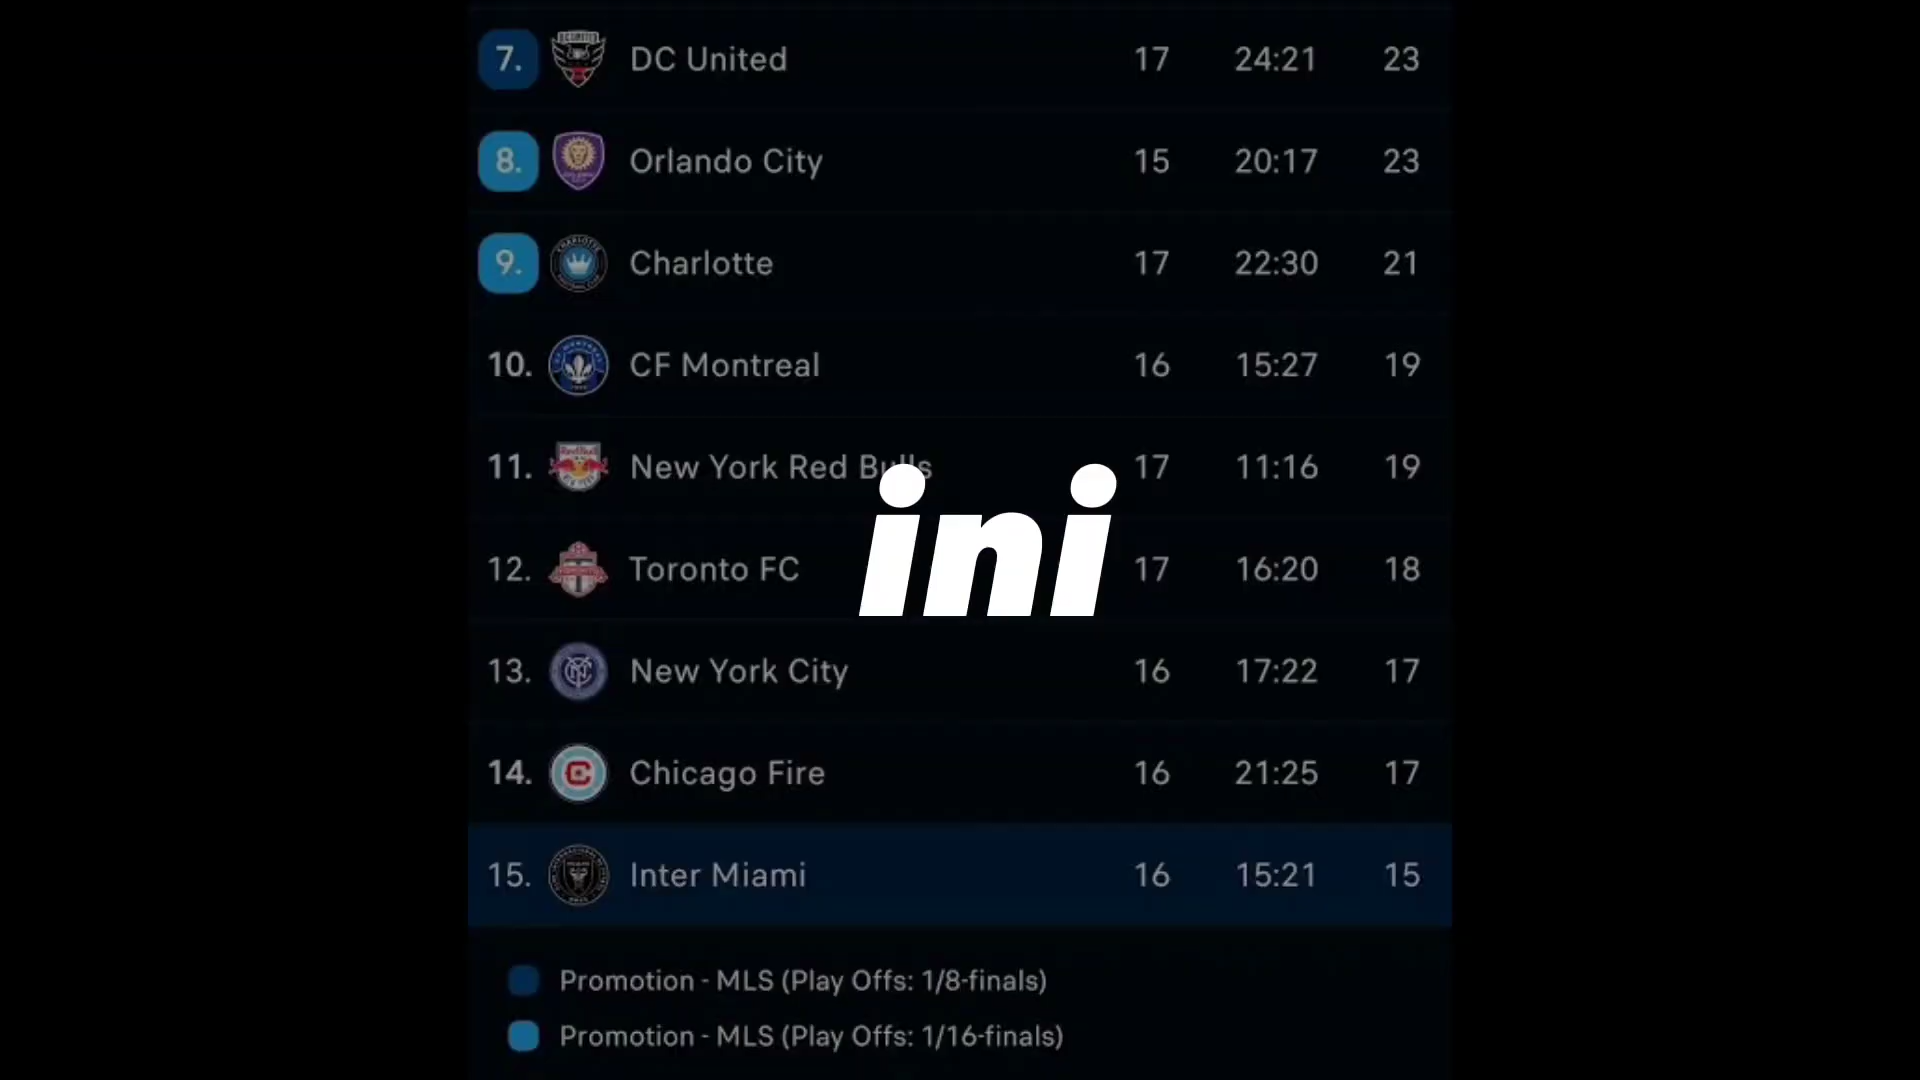 7. DC United 17 24:21 23
8. Orlando City 15 20:17 23
9. Charlotte 17 22:30 21
10. CF Montreal 16 15:27 19
11. New York Red Bulls 17 11:16 19
ini
12. Toronto FC 17 16:20 18
13. New York City 16 17:22 17
14. Chicago Fire 16 21:25 17
15. Inter Miami 16 15:21 15
Promotion - MLS (Play Offs: 1/8-finals)
Promotion - MLS (Play Offs: 1/16-finals)